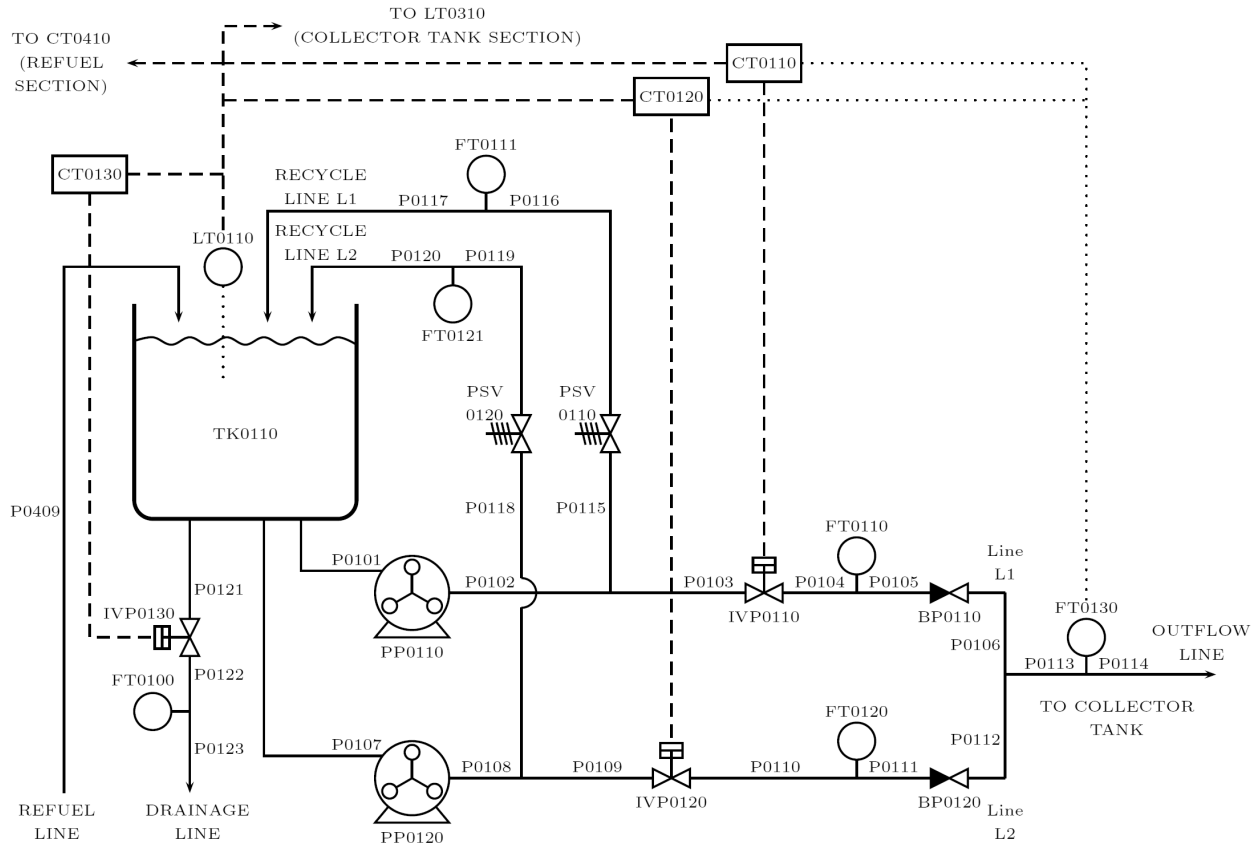 TO LT0310
(COLLECTOR TANK SECTION)
TO CT0410
(REFUEL
SECTION)
CT0110
CT0120
CT0130
FT0111
RECYCLE
LINE L1
P0117
P0116
RECYCLE
LINE L2
LT0110
P0120
P0119
FT0121
PSV
0120
PSV
0110
TK0110
P0409
P0118
P0115
FT0110
Line
L1
P0101
P0102
P0103
P0104
P0105
P0121
IVP0130
IVP0110
BP0110
FT0130
PP0110
P0106
OUTFLOW
LINE
P0122
FT0100
P0113
P0114
TO COLLECTOR
TANK
FT0120
P0123
P0107
P0112
P0108
P0109
P0110
P0111
IVP0120
BP0120
REFUEL
LINE
DRAINAGE
LINE
PP0120
Line
L2